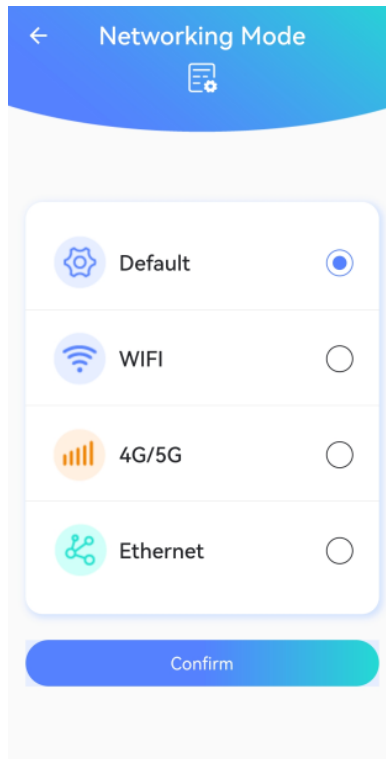 Networking Mode
Default
WIFI
4G/5G
Ethernet
Confirm